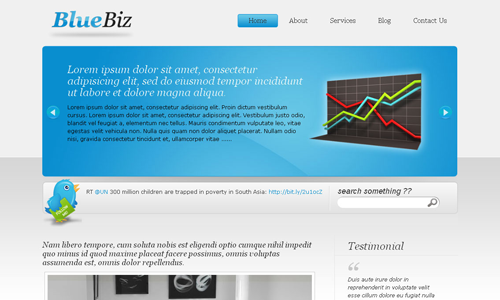 BlueBiz
Home About Services Blog Contact Us
Lorem ipsum dolor sit amet, consectetur
adipisicing elit, sed do eiusmod tempor incididunt
ut labore et dolore magna aliqua.
Lorem ipsum dolor sit amet, consectetur adipiscing elit. Proin dictum vestibulum
cursus. Lorem ipsum dolor sit amet, consectetur. Vestibulum justo odio,
blandit vel feugiat a, elementum nec tellus. Mauris ligula metus, vitae
egestas velit vehicula non. Nulla quis quam non dolor aliquet placerat. Nullam odio
nisi, gravida consectetur tincidunt et, ullamcorper vitae ......
RT @UN 300 million children are trapped in poverty in South Asia: http://bit.ly/2u1ocZ
search something ??
Nam libero tempore, cum soluta nobis est eligendi optio cumque nihil impedit
quo minus id quod maxime placeat facere possimus, omnis voluptas
assumenda est, omnis dolor repellendus.
Testimonial
Duis aute irure dolor in
reprehenderit in voluptate velit
esse cillum dolore eu fugiat nulla